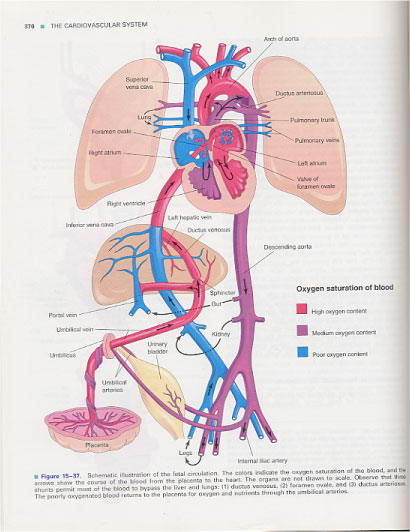 376 ■ THE CARDIOVASCULAR SYSTEM
Arch of aorta
Superior
vena cava
Ductus arteriosus
Lung
Pulmonary trunk
Foramen ovale
Pulmonary veins
Right atrium
Left atrium
Valve of
foramen ovale
Right ventricle
Left hepatic vein
Inferior vena cava
Ductus venosus
Descending aorta
Oxygen saturation of blood
Sphincter
High oxygen content
Gut
Portal vein
Medium oxygen content
Umbilical vein
Kidney
Urinary
bladder
Poor oxygen content
Umbilicus
Umbilical
arteries
Placenta
Legs
Internal iliac artery
■ Figure 15–37. Schematic illustration of the fetal circulation. The colors indicate the oxygen saturation of the blood, and the
arrows show the course of the blood from the placenta to the heart. The organs are not drawn to scale. Observe that three
shunts permit most of the blood to bypass the liver and lungs: (1) ductus venosus, (2) foramen ovale, and (3) ductus arteriosus.
The poorly oxygenated blood returns to the placenta for oxygen and nutrients through the umbilical arteries.